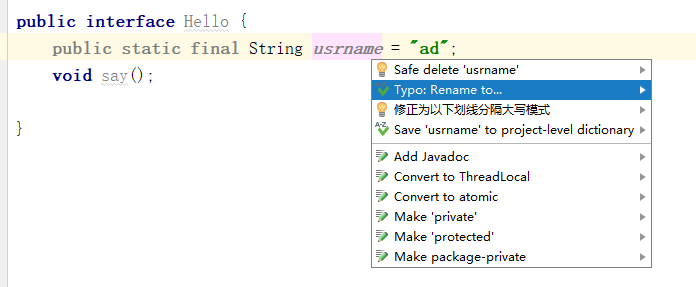 public interface Hello {
public static final String usrname = "ad";
void say();
}
Safe delete 'usrname'
Typo: Rename to...
修正为以下划线分隔大写模式
Save 'usrname' to project-level dictionary
Add Javadoc
Convert to ThreadLocal
Convert to atomic
Make 'private'
Make 'protected'
Make package-private